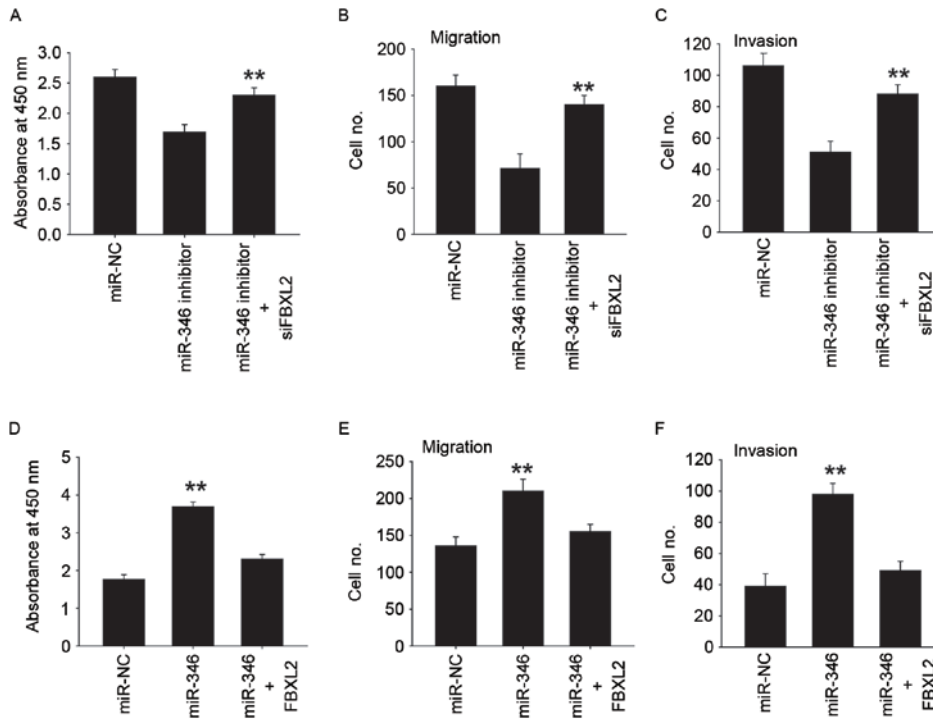 A
Absorbance at 450 nm
3.0
2.5
2.0
1.5
1.0
0.5
0.0
**
miR-NC
miR-346 inhibitor
miR-346 inhibitor
+
siFBXL2
B
Migration
Cell no.
200
150
100
50
0
**
miR-NC
miR-346 inhibitor
miR-346 inhibitor
+
siFBXL2
C
Invasion
Cell no.
120
100
80
60
40
20
0
**
miR-NC
miR-346 inhibitor
miR-346 inhibitor
+
siFBXL2
D
Absorbance at 450 nm
5
4
3
2
1
0
**
miR-NC
miR-346
miR-346
+
FBXL2
E
Migration
Cell no.
250
200
150
100
50
0
**
miR-NC
miR-346
miR-346
+
FBXL2
F
Invasion
Cell no.
120
100
80
60
40
20
0
**
miR-NC
miR-346
miR-346
+
FBXL2